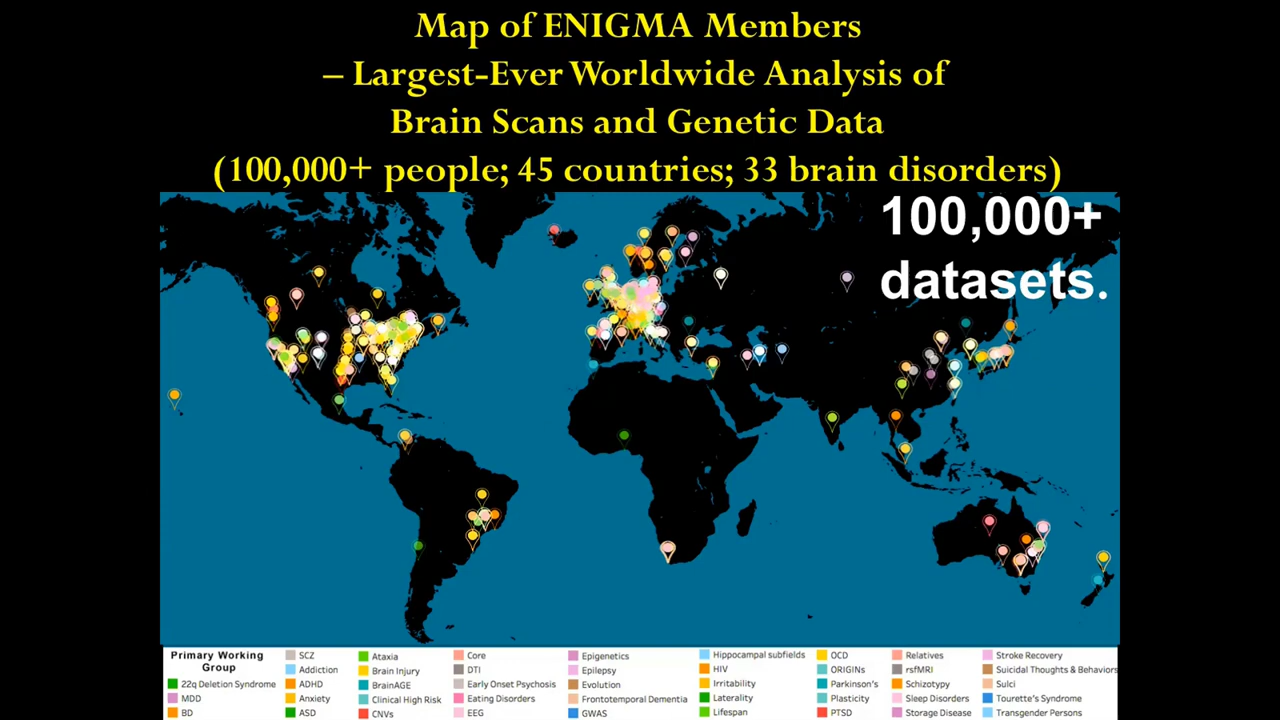 Map of ENIGMA Members
– Largest-Ever Worldwide Analysis of
Brain Scans and Genetic Data
(100,000+ people; 45 countries; 33 brain disorders)
100,000+
datasets.
Primary Working
Group
22q Deletion Syndrome
MDD
BD
SCZ
Addiction
ADHD
Anxiety
ASD
Ataxia
Brain Injury
BrainAGE
Clinical High Risk
CNVs
Core
DTI
Early Onset Psychosis
Eating Disorders
EEG
Epigenetics
Epilepsy
Evolution
Frontotemporal Dementia
GWAS
Hippocampal subfields
HIV
Irritability
Laterality
Lifespan
OCD
ORIGINs
Parkinson's
Plasticity
PTSD
Relatives
rsfMRI
Schizotypy
Sleep Disorders
Storage Disease
Stroke Recovery
Suicidal Thoughts & Behaviors
Sulci
Tourette's Syndrome
Transgender Persons